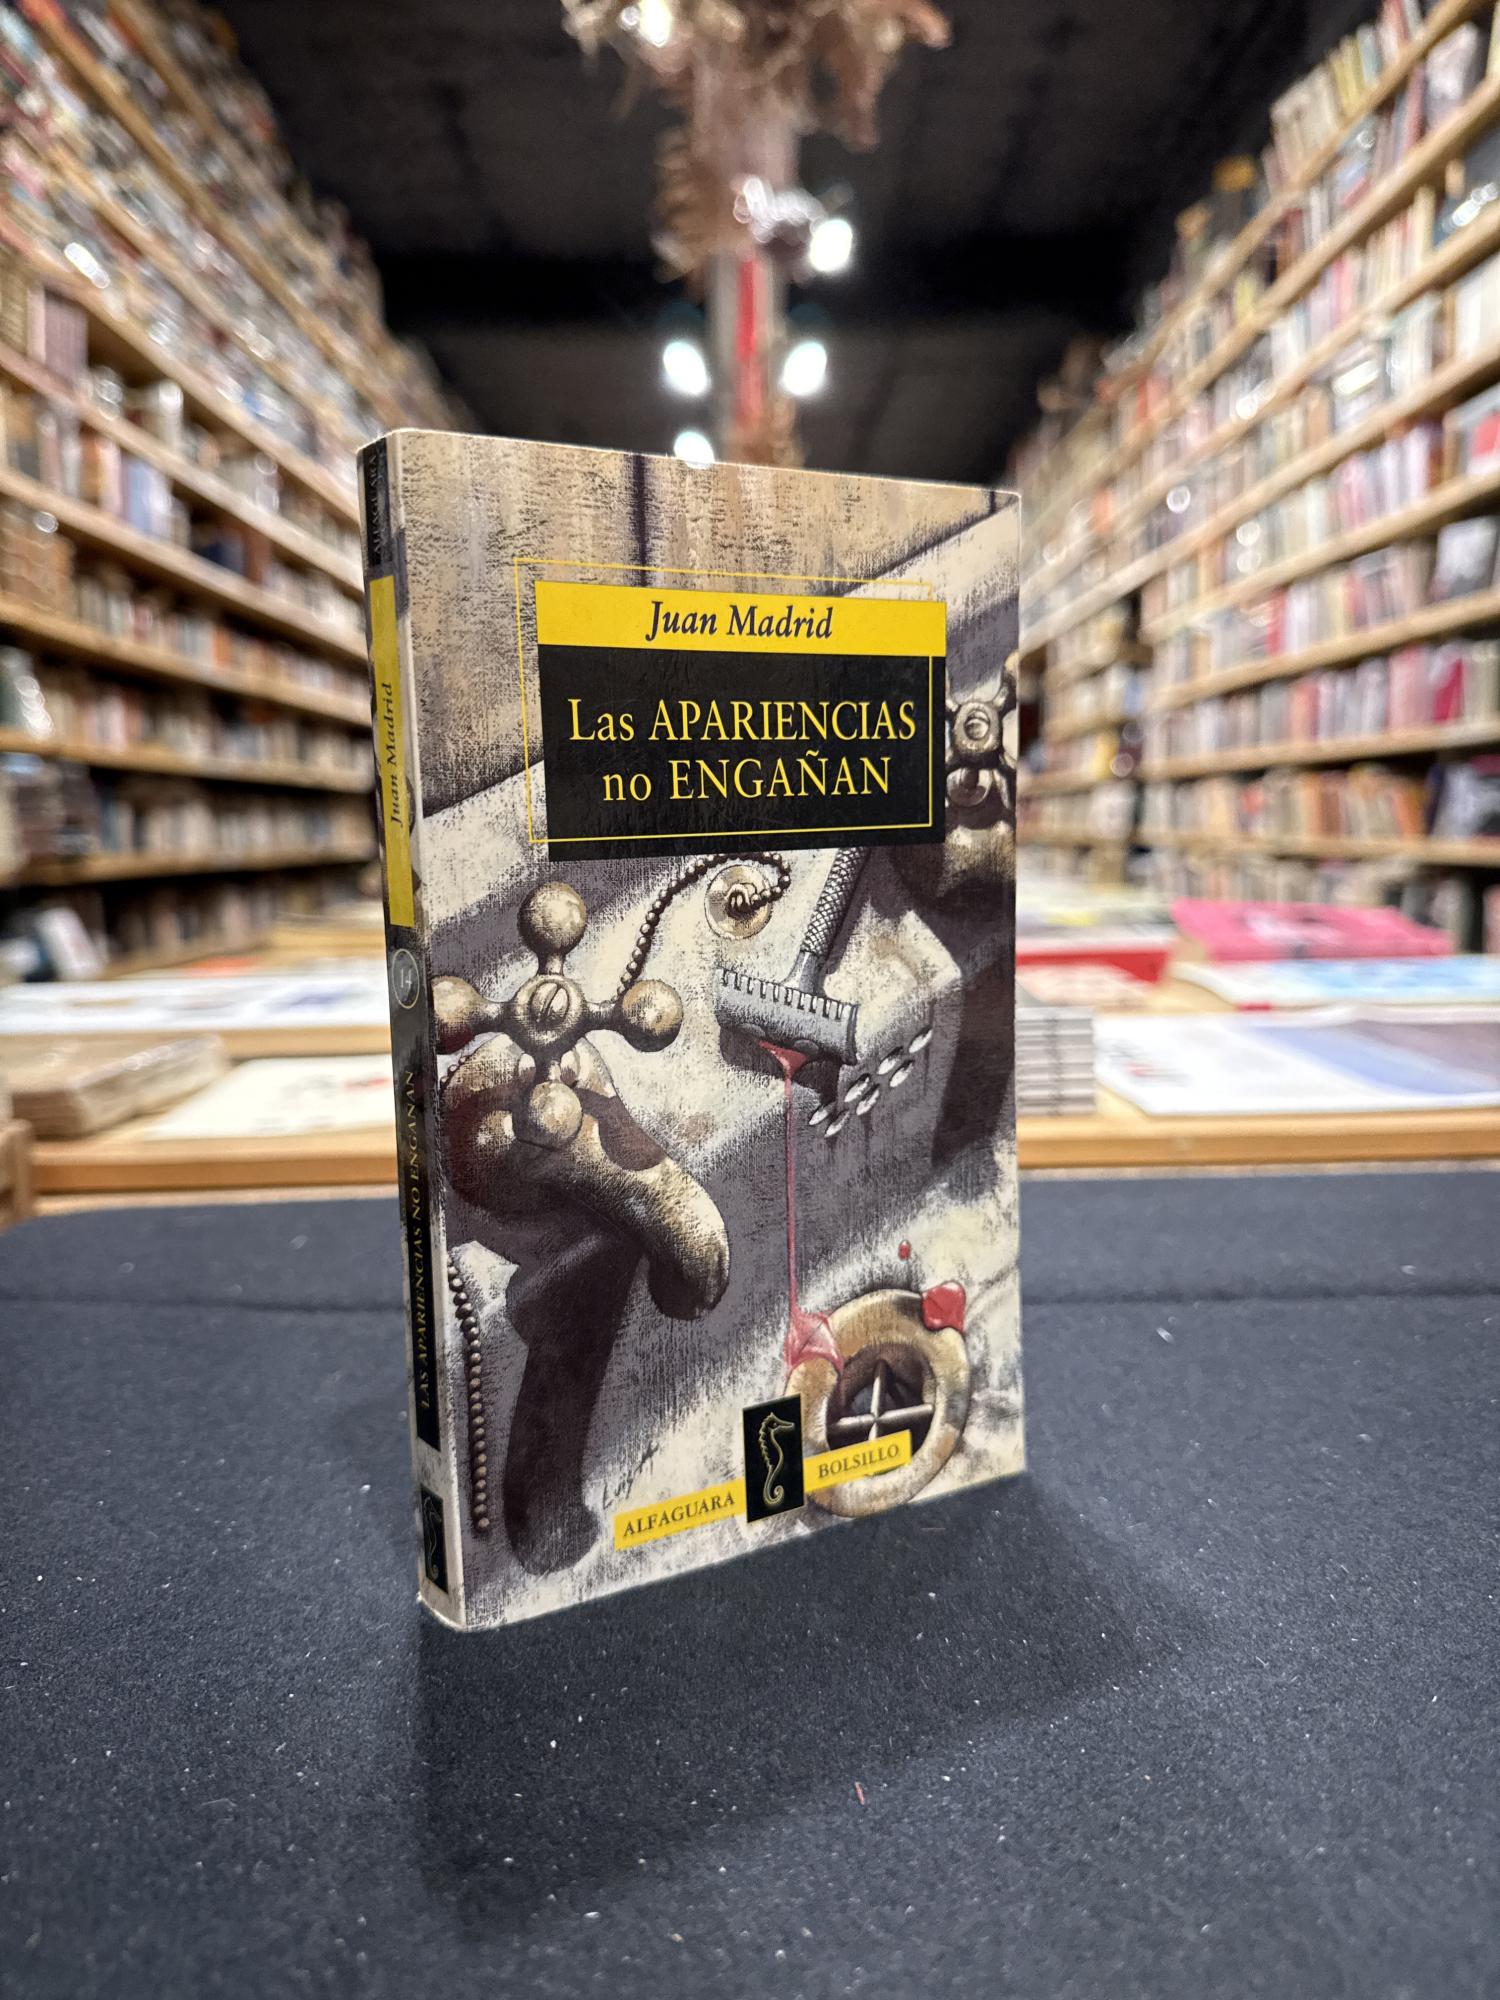 Juan Madrid
Las APARIENCIAS
no ENGAÑAN
ALFAGUARA
BOLSILLO
ALFAGUARA
Juan Madrid
14
LAS APARIENCIAS NO ENGAÑAN